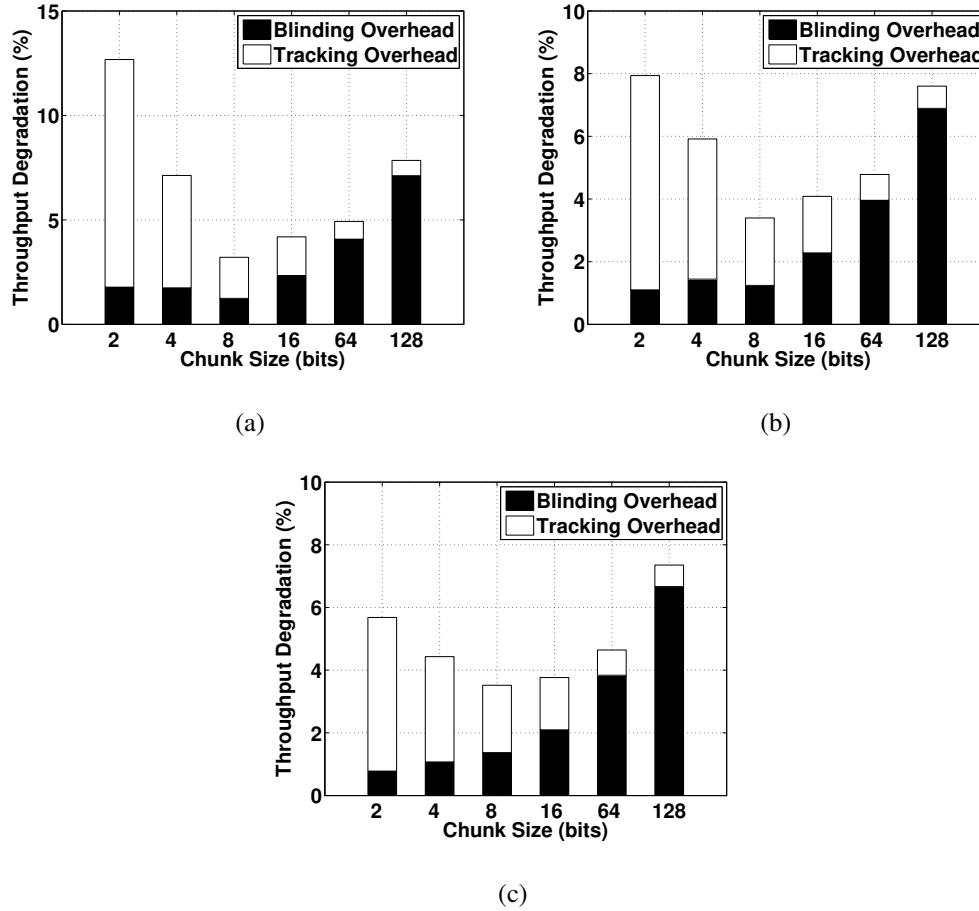 15
10
5
0
Throughput Degradation (%)
Blinding Overhead
Tracking Overhead
2 4 8 16 64 128
Chunk Size (bits)
(a)
10
8
6
4
2
0
Throughput Degradation (%)
Blinding Overhead
Tracking Overhead
2 4 8 16 64 128
Chunk Size (bits)
(b)
10
8
6
4
2
0
Throughput Degradation (%)
Blinding Overhead
Tracking Overhead
2 4 8 16 64 128
Chunk Size (bits)
(c)